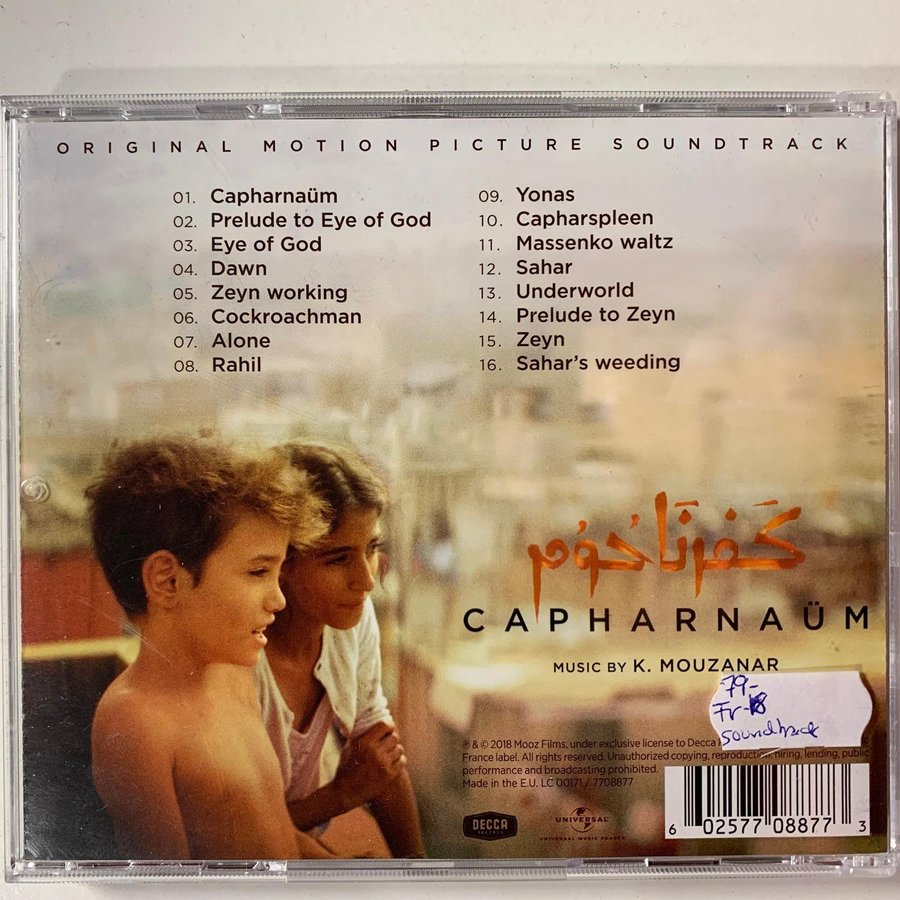 ORIGINAL MOTION PICTURE SOUNDTRACK
01. Capharnaüm
02. Prelude to Eye of God
03. Eye of God
04. Dawn
05. Zeyn working
06. Cockroachman
07. Alone
08. Rahil
09. Yonas
10. Capharspleen
11. Massenko waltz
12. Sahar
13. Underworld
14. Prelude to Zeyn
15. Zeyn
16. Sahar's weeding
كَفَرْنَاحُوُم
CAPHARNAÜM
MUSIC BY K. MOUZANAR
79,-
Fr-18
soundtrack
℗ & © 2018 Mooz Films, under exclusive license to Decca
France label. All rights reserved. Unauthorized copying, reproduction, hiring, lending, public
performance and broadcasting prohibited.
Made in the E.U. LC 00171 / 7708877
DECCA
RECORDS
UNIVERSAL
UNIVERSAL MUSIC FRANCE
6 02577 08877 3